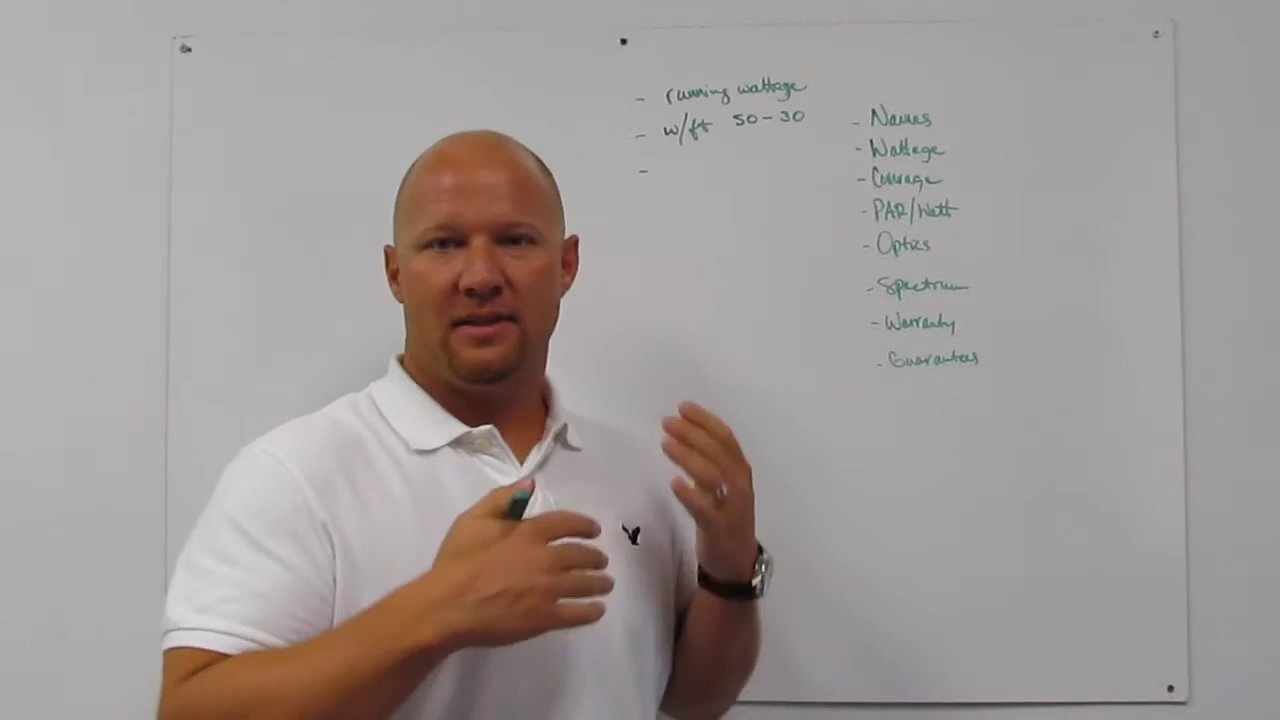 - running wattage
- w/ft 50-30
-
- Names
- Wattage
- Coverage
- PAR/Watt
- Optics
- Spectrum
- Warranty
- Guarantees